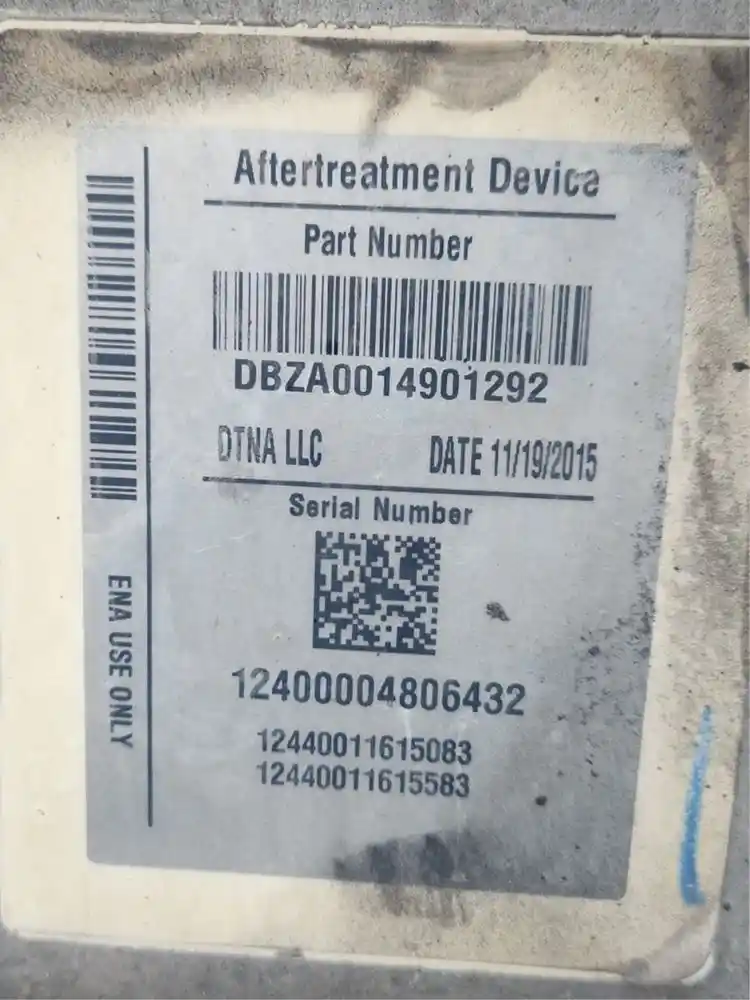 Aftertreatment Device
Part Number
DBZA0014901292
DTNA LLC DATE 11/19/2015
Serial Number
12400004806432
12440011615083
12440011615583
ENA USE ONLY